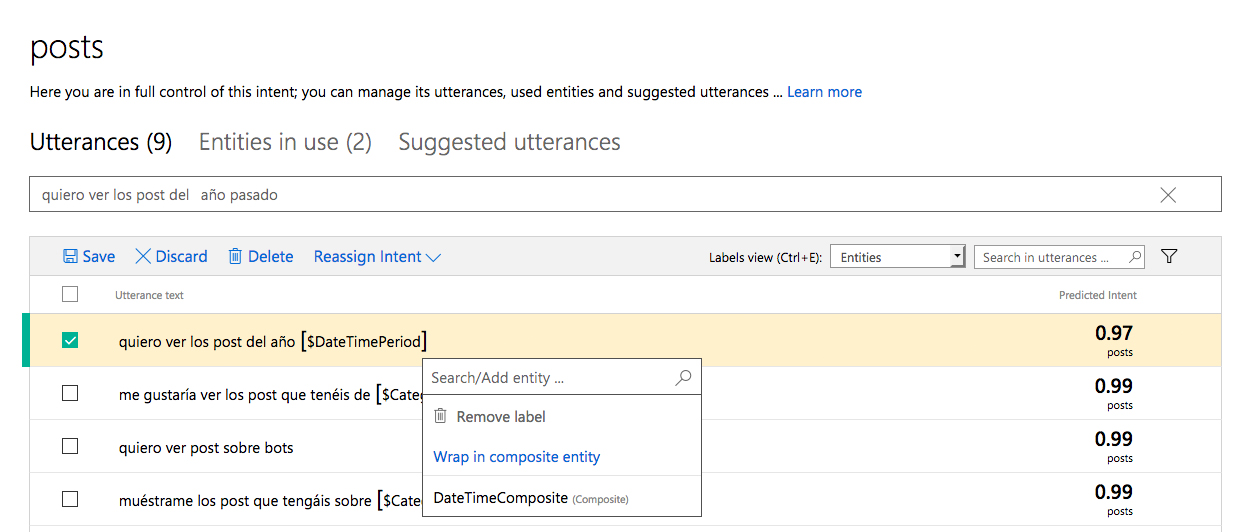 posts
Here you are in full control of this intent; you can manage its utterances, used entities and suggested utterances ... Learn more
Utterances (9) Entities in use (2) Suggested utterances
quiero ver los post del año pasado
Save Discard Delete Reassign Intent Labels view (Ctrl+E): Entities Search in utterances ...
Utterance text Predicted Intent
quiero ver los post del año [$DateTimePeriod] 0.97
posts
Search/Add entity ...
me gustaría ver los post que tenéis de [$Categ 0.99
posts
Remove label
quiero ver post sobre bots 0.99
posts
Wrap in composite entity
muéstrame los post que tengáis sobre [$Categ 0.99
posts
DateTimeComposite (Composite)